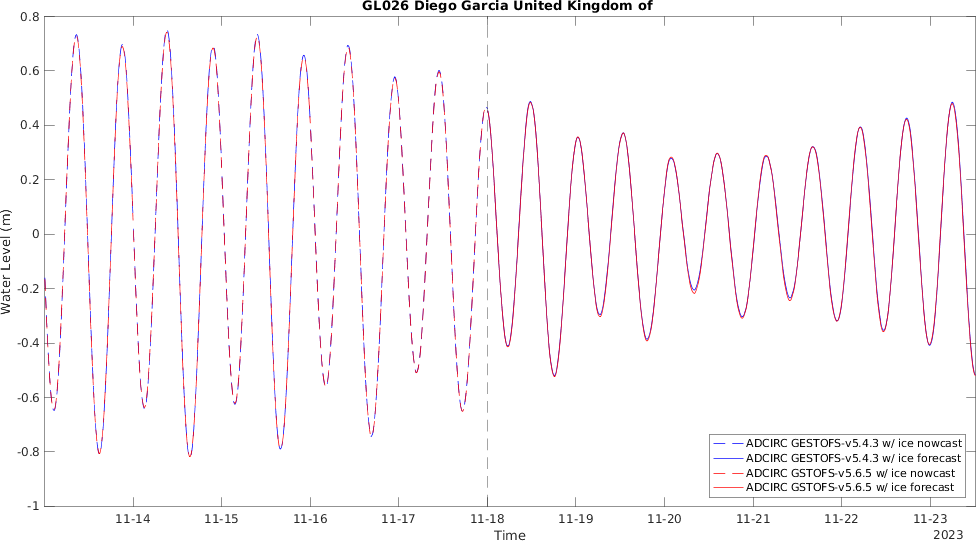 GL026 Diego Garcia United Kingdom of
0.8
0.6
0.4
0.2
0
-0.2
-0.4
-0.6
-0.8
-1
Water Level (m)
ADCIRC GESTOFS-v5.4.3 w/ ice nowcast
ADCIRC GESTOFS-v5.4.3 w/ ice forecast
ADCIRC GSTOFS-v5.6.5 w/ ice nowcast
ADCIRC GSTOFS-v5.6.5 w/ ice forecast
11-14 11-15 11-16 11-17 11-18 11-19 11-20 11-21 11-22 11-23
Time
2023